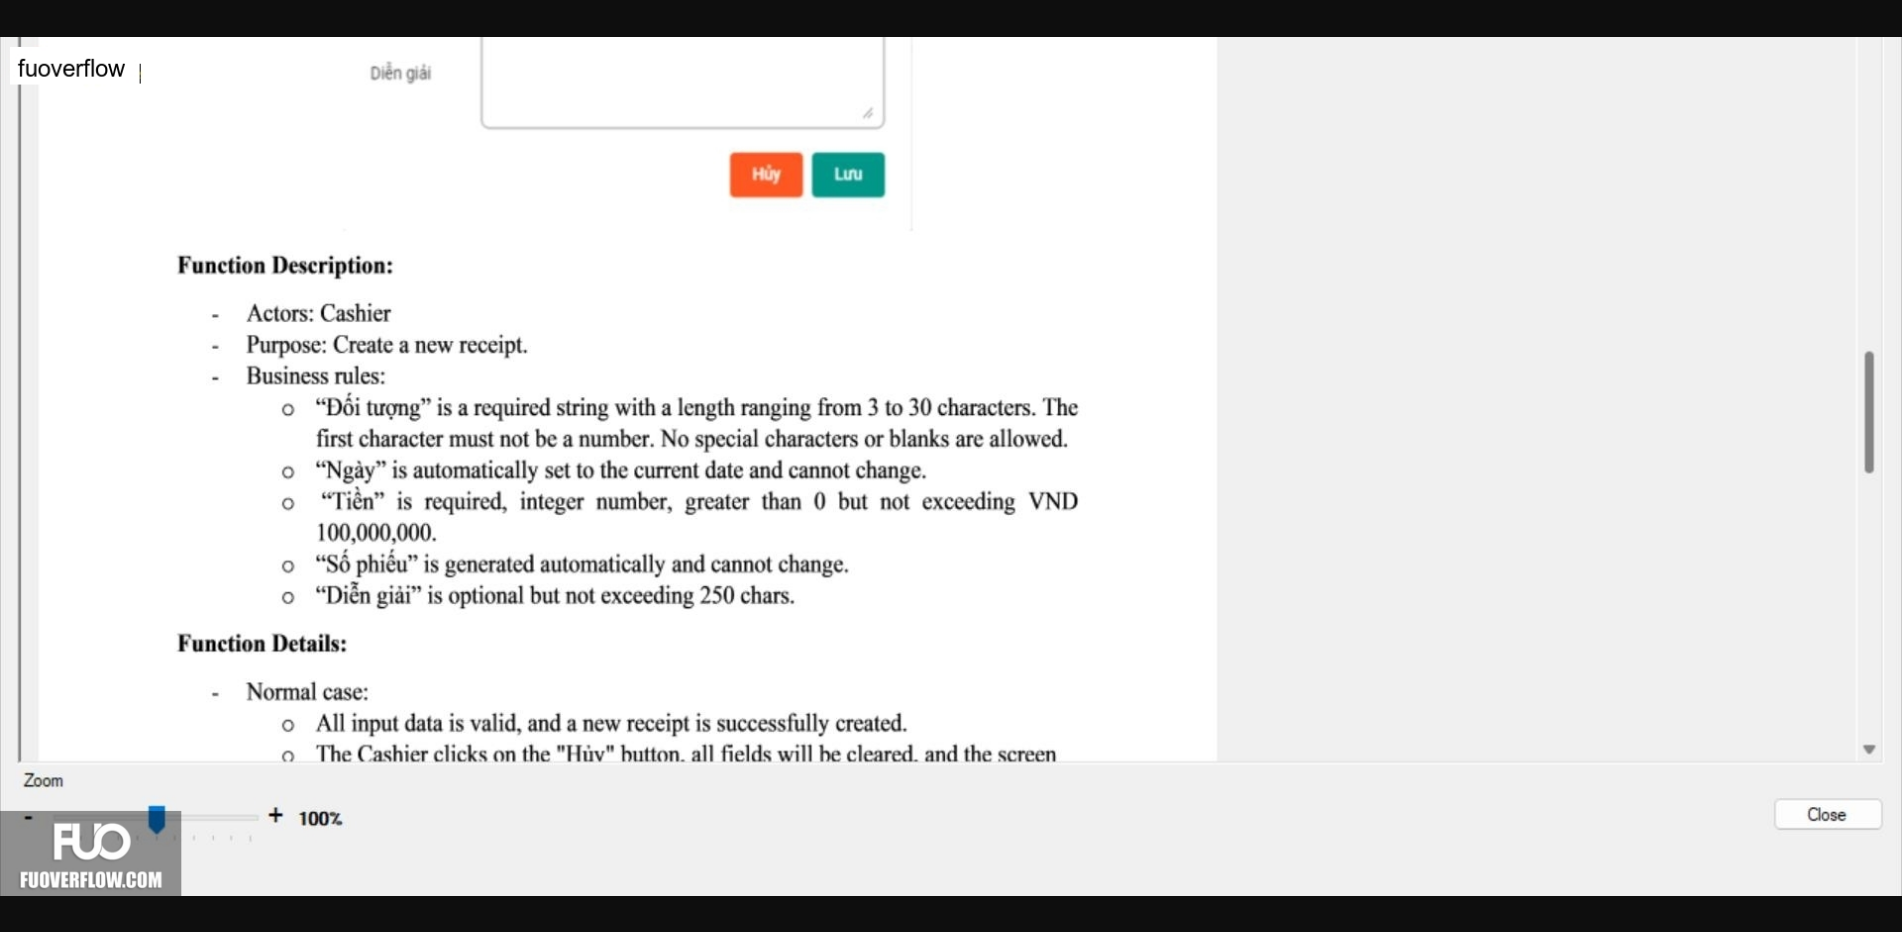 fuoverflow
Diễn giải
Hủy Lưu
Function Description:
- Actors: Cashier
- Purpose: Create a new receipt.
- Business rules:
o “Đối tượng” is a required string with a length ranging from 3 to 30 characters. The
first character must not be a number. No special characters or blanks are allowed.
o “Ngày” is automatically set to the current date and cannot change.
o “Tiền” is required, integer number, greater than 0 but not exceeding VND
100,000,000.
o “Số phiếu” is generated automatically and cannot change.
o “Diễn giải” is optional but not exceeding 250 chars.
Function Details:
- Normal case:
o All input data is valid, and a new receipt is successfully created.
o The Cashier clicks on the "Hủy" button, all fields will be cleared, and the screen
Zoom
- + 100%
Close
FUO
FUOVERFLOW.COM